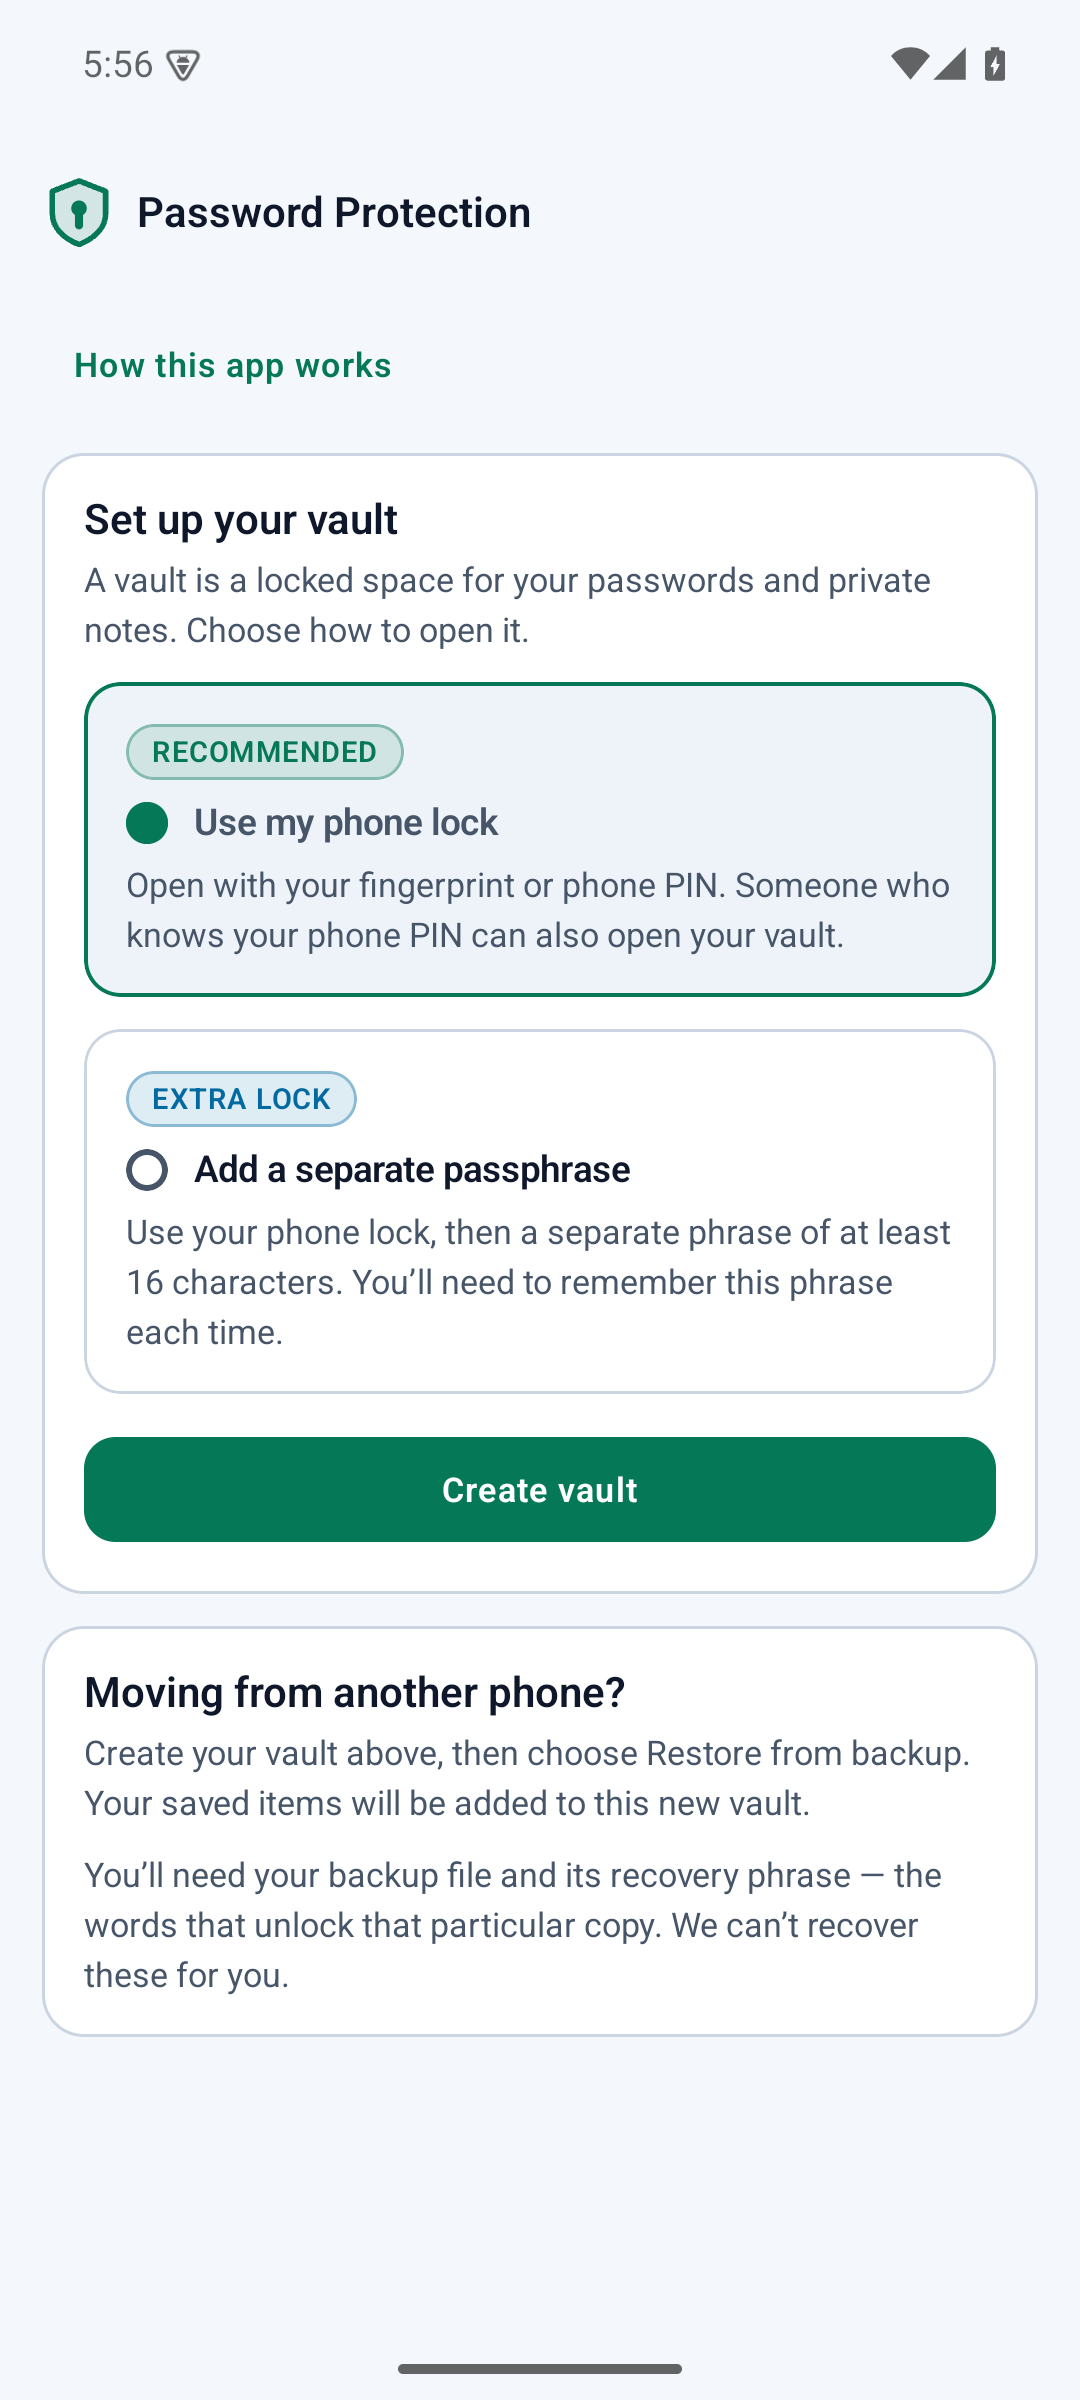 5:56
Password Protection
How this app works
Set up your vault
A vault is a locked space for your passwords and private
notes. Choose how to open it.
RECOMMENDED
Use my phone lock
Open with your fingerprint or phone PIN. Someone who
knows your phone PIN can also open your vault.
EXTRA LOCK
Add a separate passphrase
Use your phone lock, then a separate phrase of at least
16 characters. You’ll need to remember this phrase
each time.
Create vault
Moving from another phone?
Create your vault above, then choose Restore from backup.
Your saved items will be added to this new vault.
You’ll need your backup file and its recovery phrase — the
words that unlock that particular copy. We can’t recover
these for you.